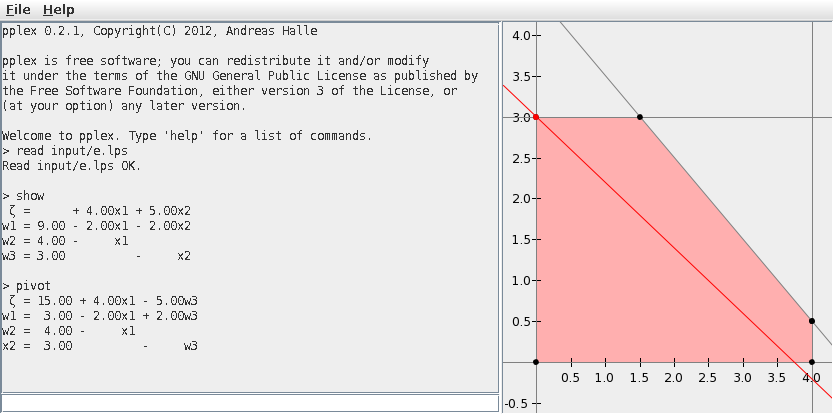 File Help
pplex 0.2.1, Copyright(C) 2012, Andreas Halle
pplex is free software; you can redistribute it and/or modify
it under the terms of the GNU General Public License as published by
the Free Software Foundation, either version 3 of the License, or
(at your option) any later version.
Welcome to pplex. Type 'help' for a list of commands.
> read input/e.lps
Read input/e.lps OK.
> show
ζ =      + 4.00x1 + 5.00x2
w1 = 9.00 - 2.00x1 - 2.00x2
w2 = 4.00 -     x1
w3 = 3.00          -     x2
> pivot
ζ = 15.00 + 4.00x1 - 5.00w3
w1 =  3.00 - 2.00x1 + 2.00w3
w2 =  4.00 -     x1
x2 =  3.00          -     w3
4.0
3.5
3.0
2.5
2.0
1.5
1.0
0.5
0.5 1.0 1.5 2.0 2.5 3.0 3.5 4.0
-0.5